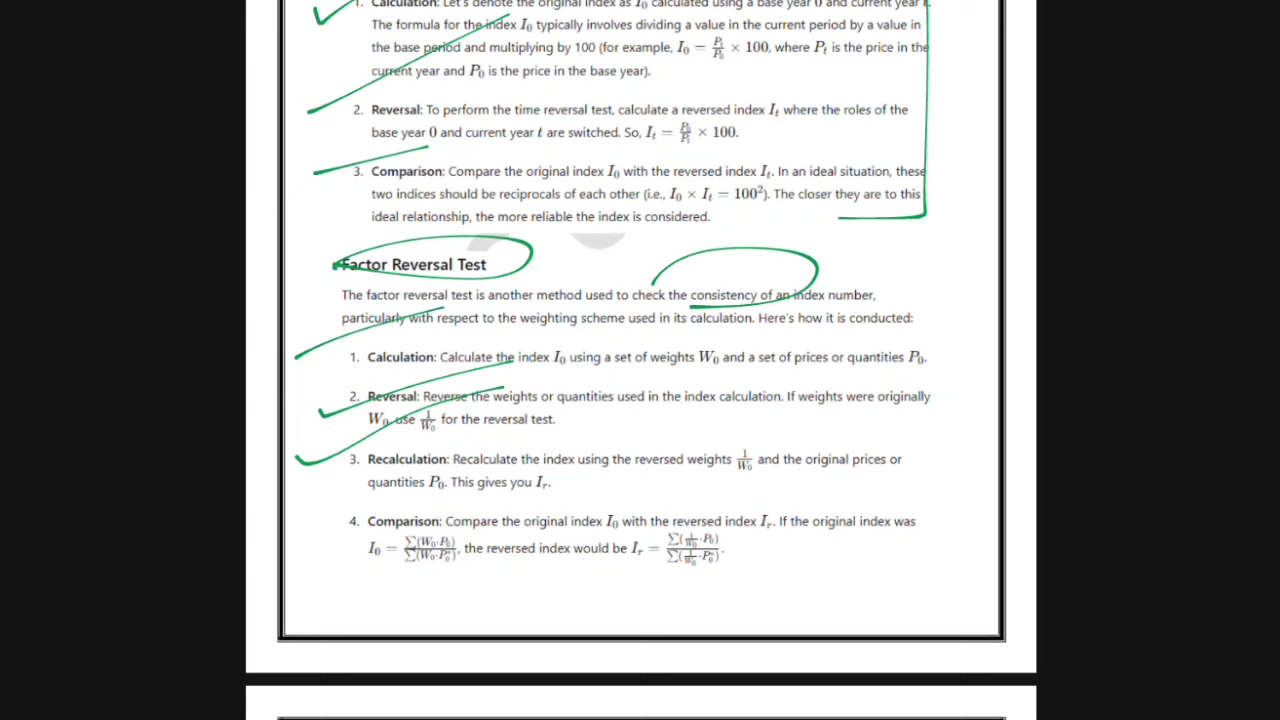 1. Calculation: Let's denote the original index as I₀ calculated using a base year 0 and current year t.
The formula for the index I₀ typically involves dividing a value in the current period by a value in
the base period and multiplying by 100 (for example, I₀ = Pₜ/P₀ × 100, where Pₜ is the price in the
current year and P₀ is the price in the base year).
2. Reversal: To perform the time reversal test, calculate a reversed index Iₜ where the roles of the
base year 0 and current year t are switched. So, Iₜ = P₀/Pₜ × 100.
3. Comparison: Compare the original index I₀ with the reversed index Iₜ. In an ideal situation, these
two indices should be reciprocals of each other (i.e., I₀ × Iₜ = 100²). The closer they are to this
ideal relationship, the more reliable the index is considered.
Factor Reversal Test
The factor reversal test is another method used to check the consistency of an index number,
particularly with respect to the weighting scheme used in its calculation. Here's how it is conducted:
1. Calculation: Calculate the index I₀ using a set of weights W₀ and a set of prices or quantities P₀.
2. Reversal: Reverse the weights or quantities used in the index calculation. If weights were originally
W₀, use 1/W₀ for the reversal test.
3. Recalculation: Recalculate the index using the reversed weights 1/W₀ and the original prices or
quantities P₀. This gives you Iᵣ.
4. Comparison: Compare the original index I₀ with the reversed index Iᵣ. If the original index was
I₀ = ∑(W₀·P₀)/∑(W₀·P₀*), the reversed index would be Iᵣ = ∑(1/W₀·P₀)/∑(1/W₀·P₀*).